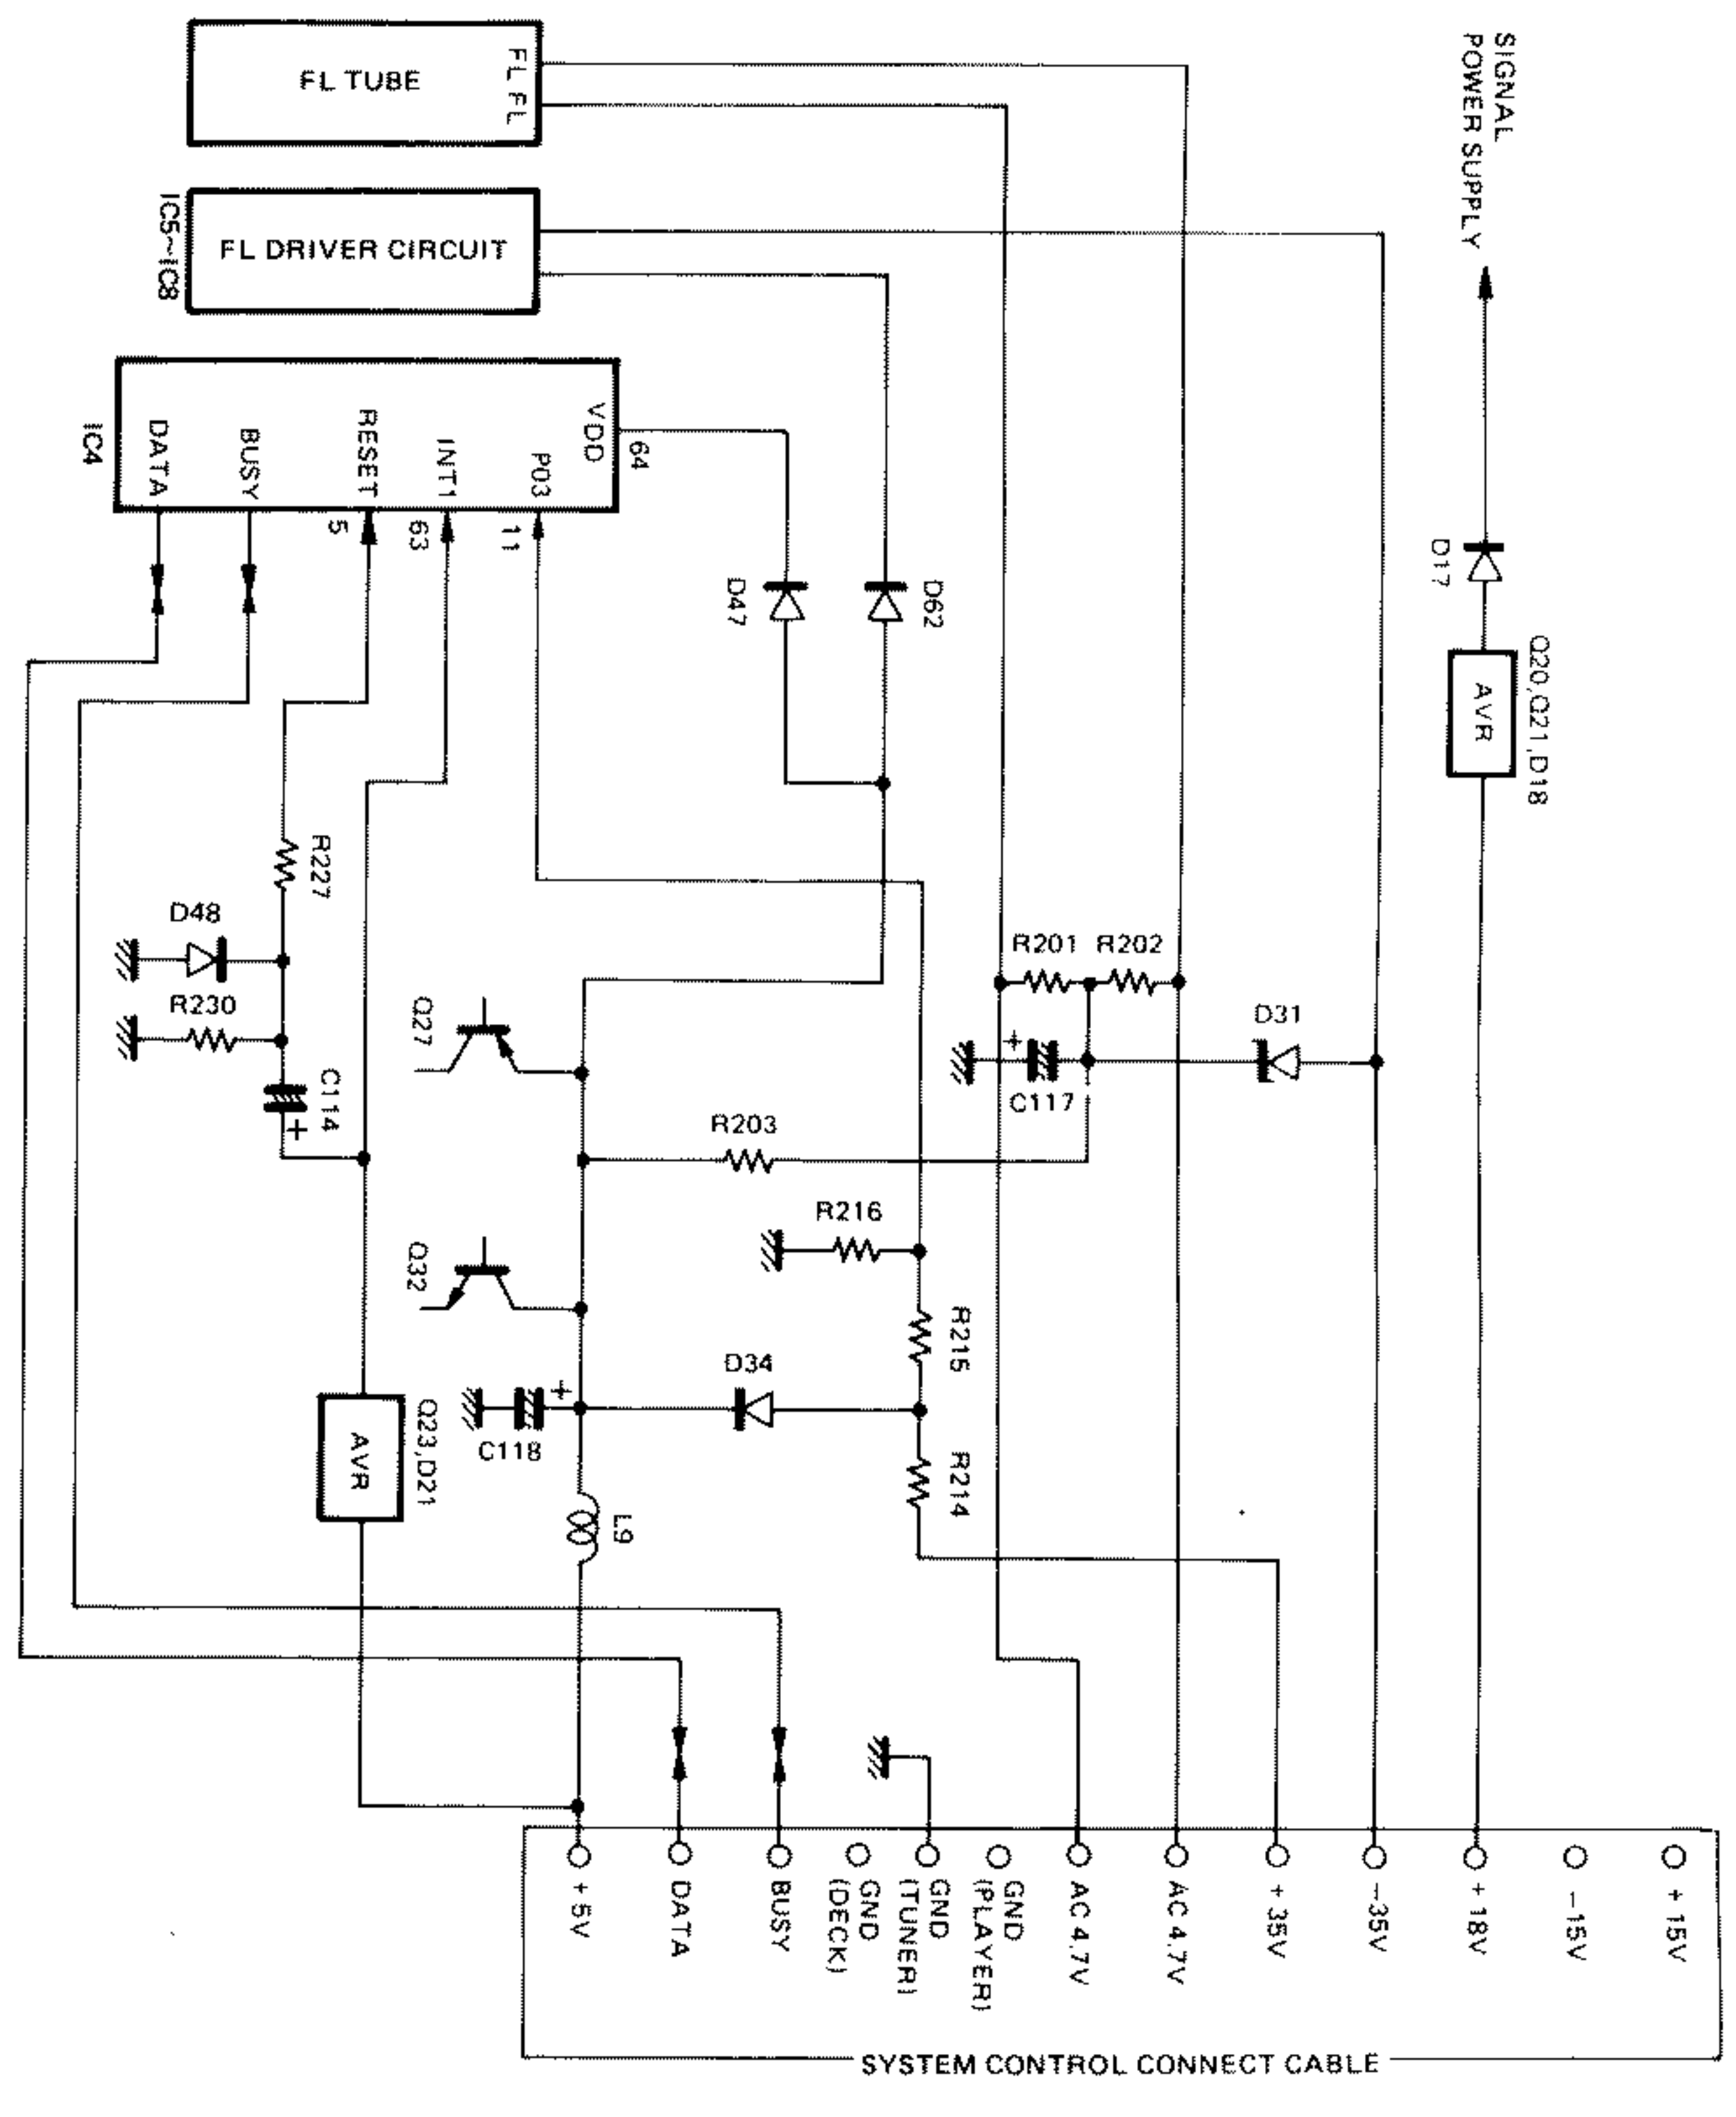 SIGNAL
POWER SUPPLY
FL TUBE
FL
FL
FL DRIVER CIRCUIT
IC5~IC8
VDD
64
P03
11
INT1
63
RESET
5
BUSY
DATA
IC4
D47
D62
D17
AVR
Q20,Q21,D18
R227
D48
R230
C114
+
Q27
R201
R202
D31
+
C117
R203
R216
Q32
R215
D34
+
C118
R214
AVR
Q23,D21
L9
+5V
DATA
BUSY
GND
(DECK)
GND
(TUNER)
GND
(PLAYER)
AC 4.7V
AC 4.7V
+35V
-35V
+18V
-15V
+15V
SYSTEM CONTROL CONNECT CABLE